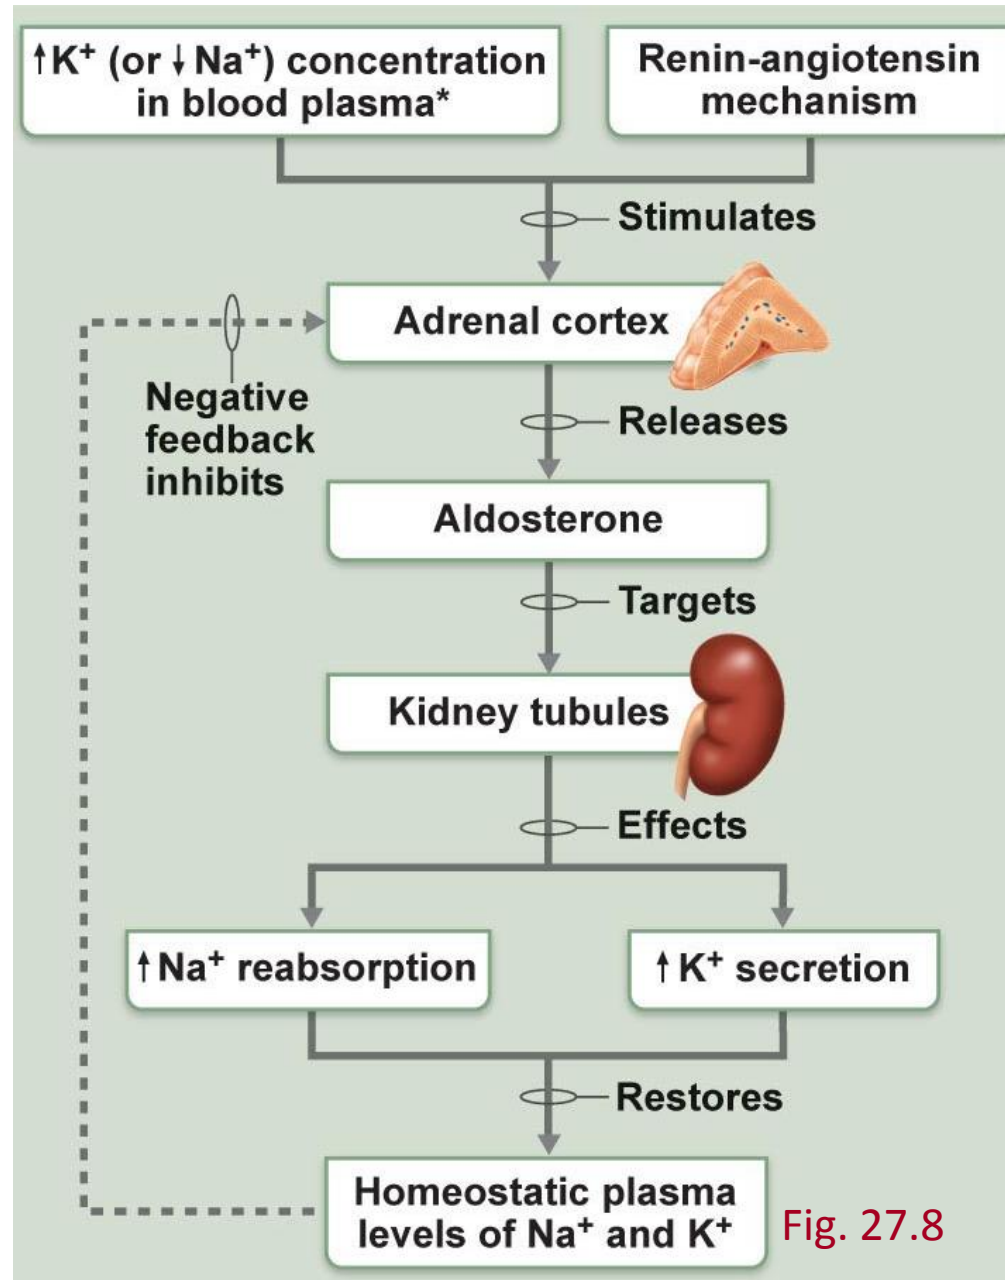 ↑K⁺ (or ↓Na⁺) concentration
in blood plasma*
Renin-angiotensin
mechanism
Stimulates
Adrenal cortex
Negative
feedback
inhibits
Releases
Aldosterone
Targets
Kidney tubules
Effects
↑Na⁺ reabsorption
↑K⁺ secretion
Restores
Homeostatic plasma
levels of Na⁺ and K⁺
Fig. 27.8